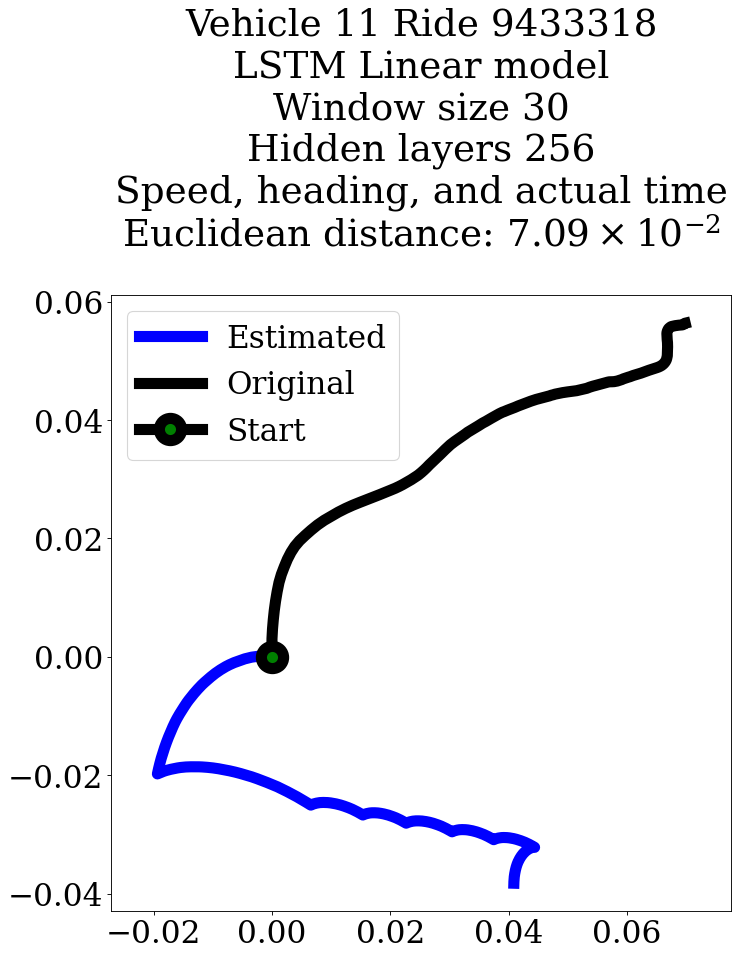 Vehicle 11 Ride 9433318
LSTM Linear model
Window size 30
Hidden layers 256
Speed, heading, and actual time
Euclidean distance: 7.09 × 10⁻²
Estimated
Original
Start
0.06
0.04
0.02
0.00
−0.02
−0.04
−0.02 0.00 0.02 0.04 0.06